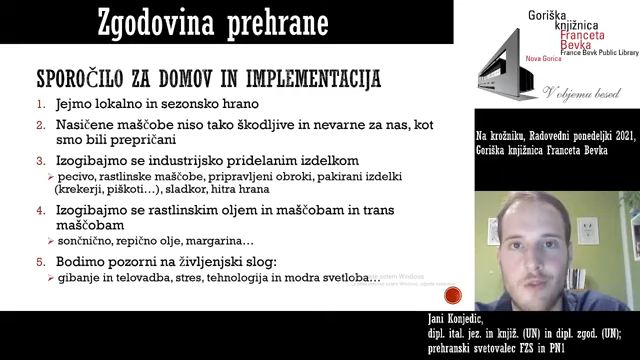 Zgodovina prehrane
SPOROČILO ZA DOMOV IN IMPLEMENTACIJA
1. Jejmo lokalno in sezonsko hrano
2. Nasičene maščobe niso tako škodljive in nevarne za nas, kot
smo bili prepričani
3. Izogibajmo se industrijsko pridelanim izdelkom
pecivo, rastlinske maščobe, pripravljeni obroki, pakirani izdelki
(krekerji, piškoti...), sladkor, hitra hrana
4. Izogibajmo se rastlinskim oljem in maščobam in trans
maščobam
sončnično, repično olje, margarina...
5. Bodimo pozorni na življenjski slog:
gibanje in telovadba, stres, tehnologija in modra svetloba...
Goriška
knjižnica
Franceta
Bevka
France Bevk Public Library
Nova Gorica
V objemu besed
Na krožniku, Radovedni ponedeljki 2021,
Goriška knjižnica Franceta Bevka
Jani Konjedic,
dipl. ital. jez. in knjiž. (UN) in dipl. zgod. (UN);
prehranski svetovalec FZS in PN1